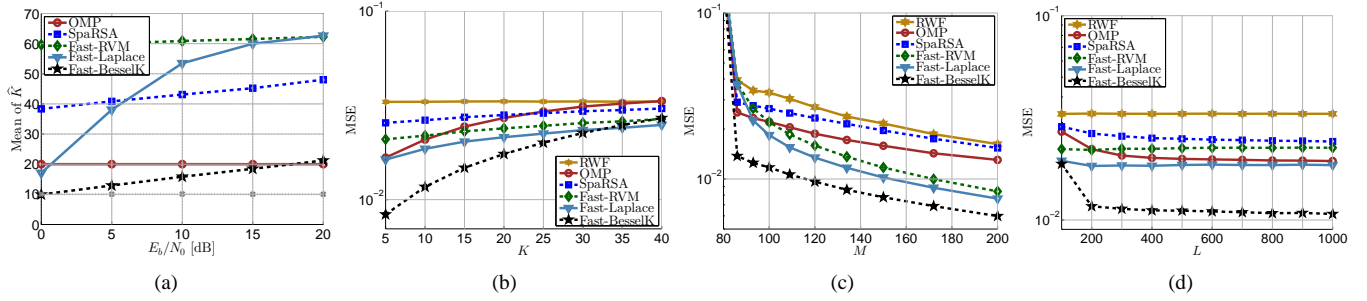 70
60
50
40
30
20
10
0
Mean of K̂
OMP
SpaRSA
Fast-RVM
Fast-Laplace
Fast-BesselK
0 5 10 15 20
E_b/N_0 [dB]
(a)
10^{-1}
10^{-2}
MSE
RWF
OMP
SpaRSA
Fast-RVM
Fast-Laplace
Fast-BesselK
5 10 15 20 25 30 35 40
K
(b)
10^{-1}
10^{-2}
MSE
RWF
OMP
SpaRSA
Fast-RVM
Fast-Laplace
Fast-BesselK
80 100 120 140 160 180 200
M
(c)
10^{-1}
10^{-2}
MSE
RWF
OMP
SpaRSA
Fast-RVM
Fast-Laplace
Fast-BesselK
200 400 600 800 1000
L
(d)